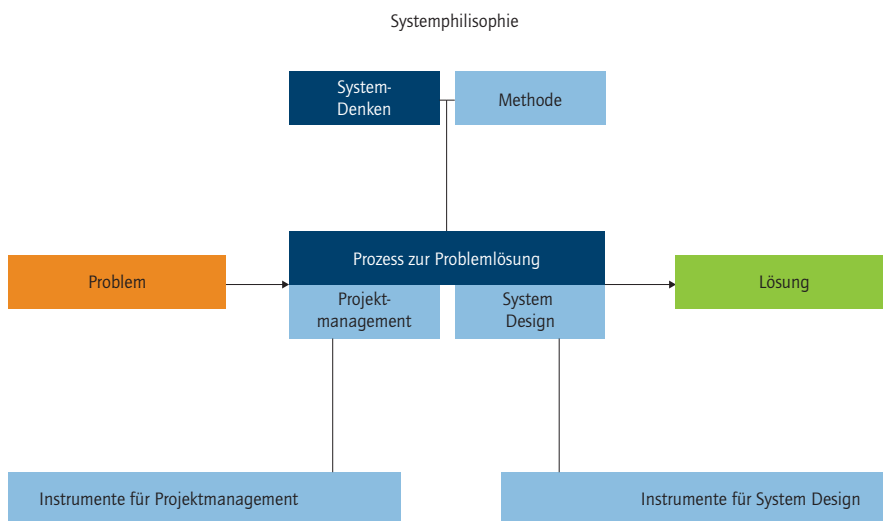 Systemphilisophie
System-
Denken
Methode
Prozess zur Problemlösung
Problem
Lösung
Projekt-
management
System
Design
Instrumente für Projektmanagement
Instrumente für System Design